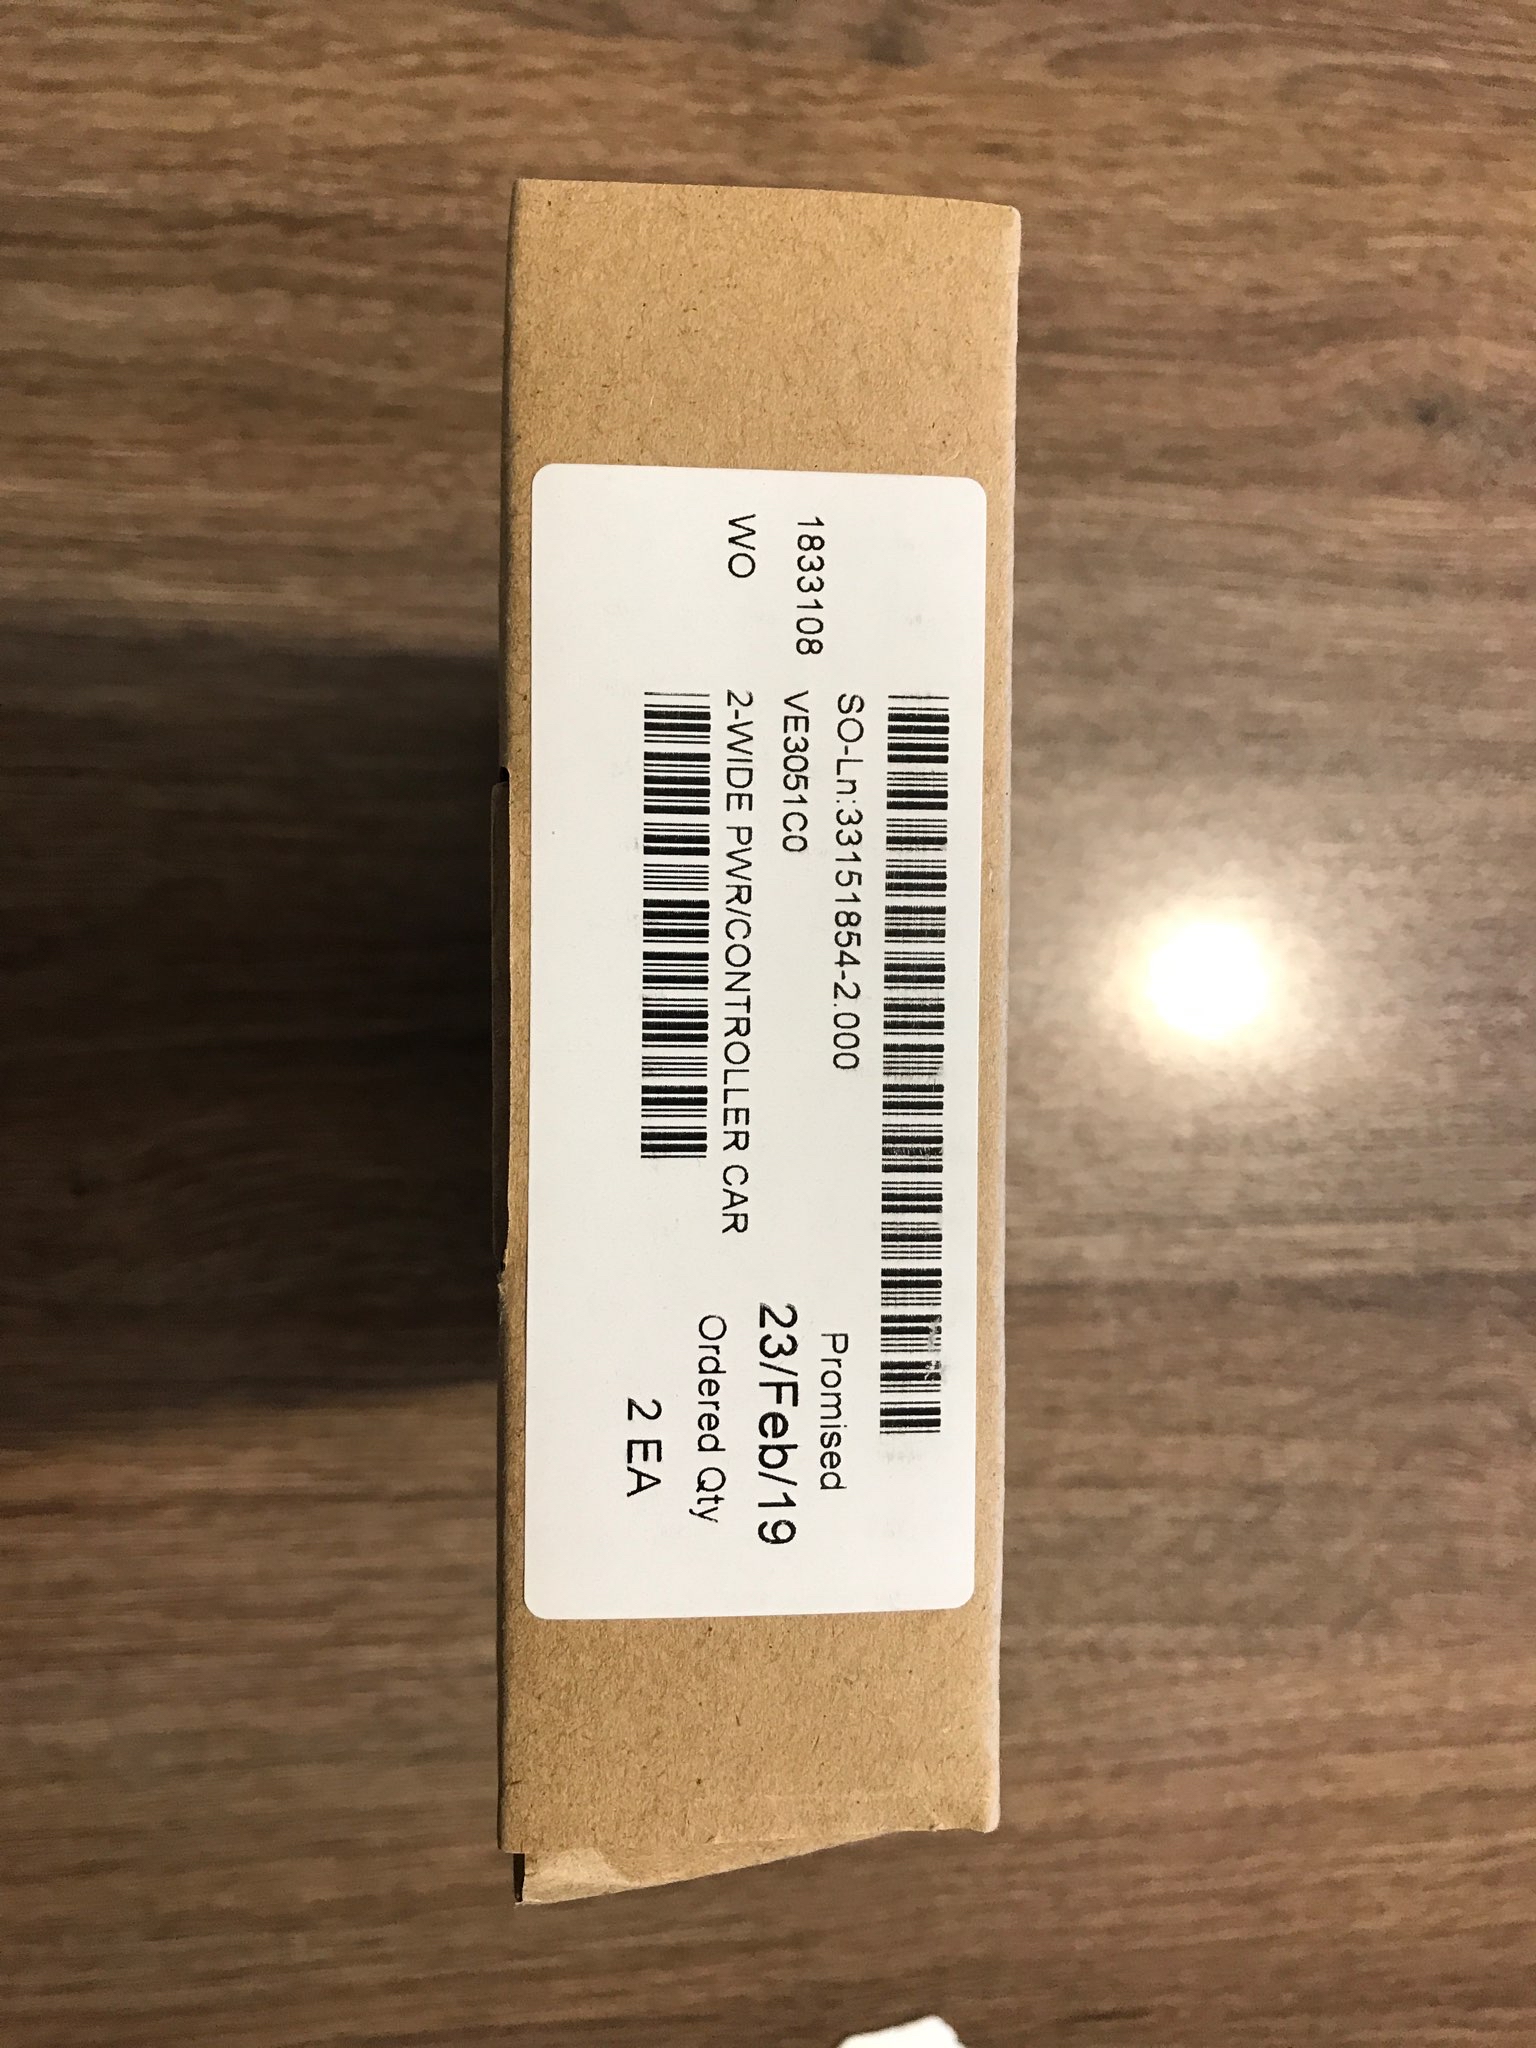 SO-Ln:33151854-2.000
1833108 VE3051C0
WO 2-WIDE PWR/CONTROLLER CAR
Promised
23/Feb/19
Ordered Qty
2 EA